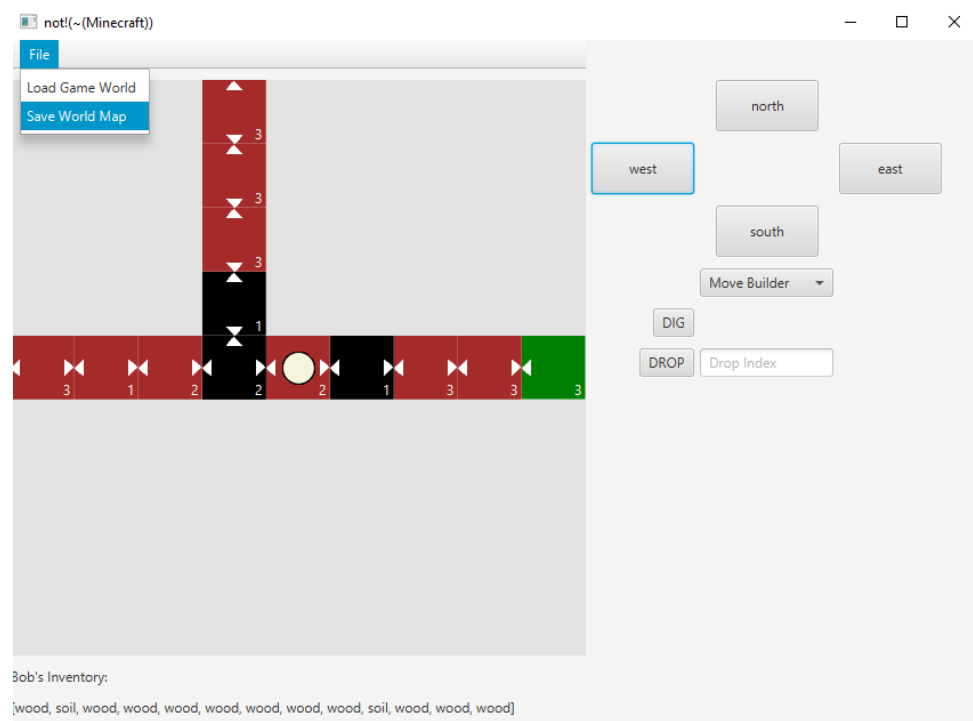 not!(~(Minecraft))
File
Load Game World
Save World Map
north
west
east
south
Move Builder
DIG
DROP Drop Index
3
3
3
1
3 1 2 2 2 1 3 3 3
Bob's Inventory:
[wood, soil, wood, wood, wood, wood, wood, wood, wood, soil, wood, wood, wood]